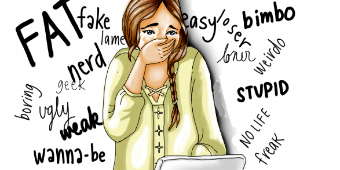 FAT
fake
lame
nerd
geek
boring
ugly
weak
wanna-be
easy
loser
bimbo
loner
weirdo
STUPID
NO LIFE
freak